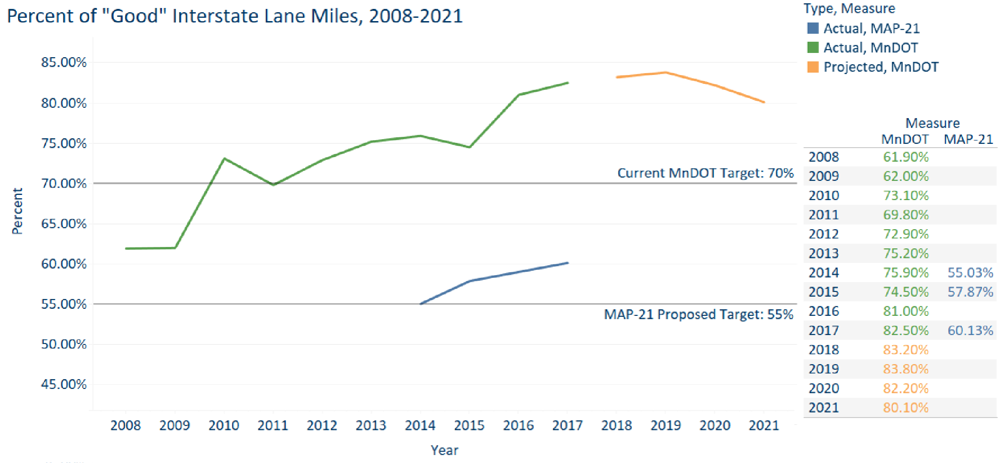 Percent of "Good" Interstate Lane Miles, 2008-2021
Type, Measure
Actual, MAP-21
Actual, MnDOT
Projected, MnDOT
85.00%
80.00%
75.00%
70.00%
65.00%
60.00%
55.00%
50.00%
45.00%
Percent
Current MnDOT Target: 70%
MAP-21 Proposed Target: 55%
2008 2009 2010 2011 2012 2013 2014 2015 2016 2017 2018 2019 2020 2021
Year
Measure
MnDOT MAP-21
2008 61.90%
2009 62.00%
2010 73.10%
2011 69.80%
2012 72.90%
2013 75.20%
2014 75.90% 55.03%
2015 74.50% 57.87%
2016 81.00%
2017 82.50% 60.13%
2018 83.20%
2019 83.80%
2020 82.20%
2021 80.10%